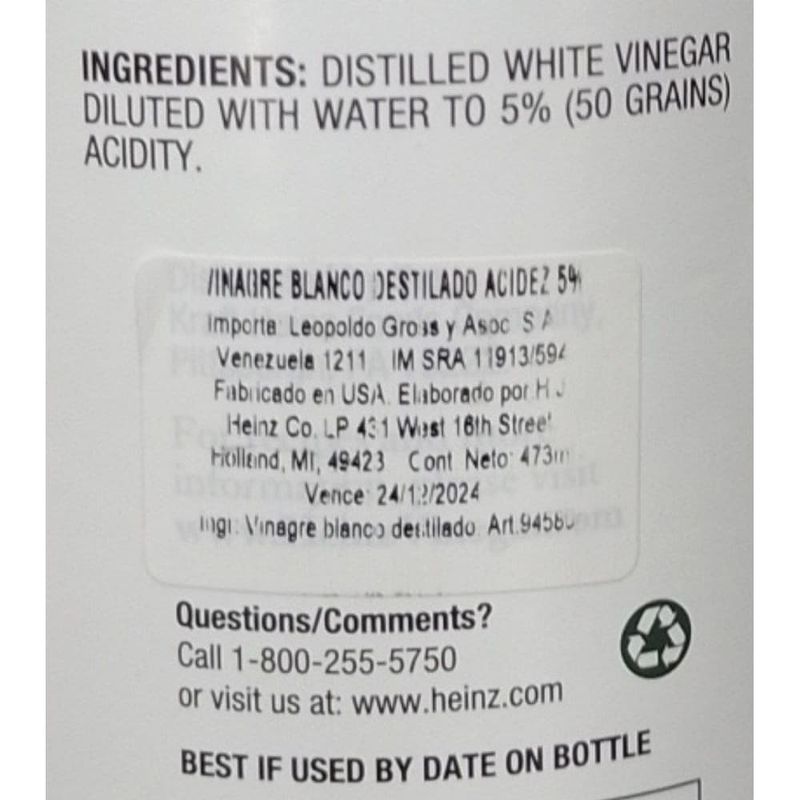 INGREDIENTS: DISTILLED WHITE VINEGAR
DILUTED WITH WATER TO 5% (50 GRAINS)
ACIDITY.
VINAGRE BLANCO DESTILADO ACIDEZ 5%
Importa: Leopoldo Gross y Asoc S A
Venezuela 1211 IM SRA 11913/594
Fabricado en USA. Elaborado por H J
Heinz Co. LP 431 West 16th Street
Holland, MI, 49423 Cont Neto: 473m
Vence: 24/12/2024
Ingr: Vinagre blanco destilado.
Questions/Comments?
Call 1-800-255-5750
or visit us at: www.heinz.com
BEST IF USED BY DATE ON BOTTLE